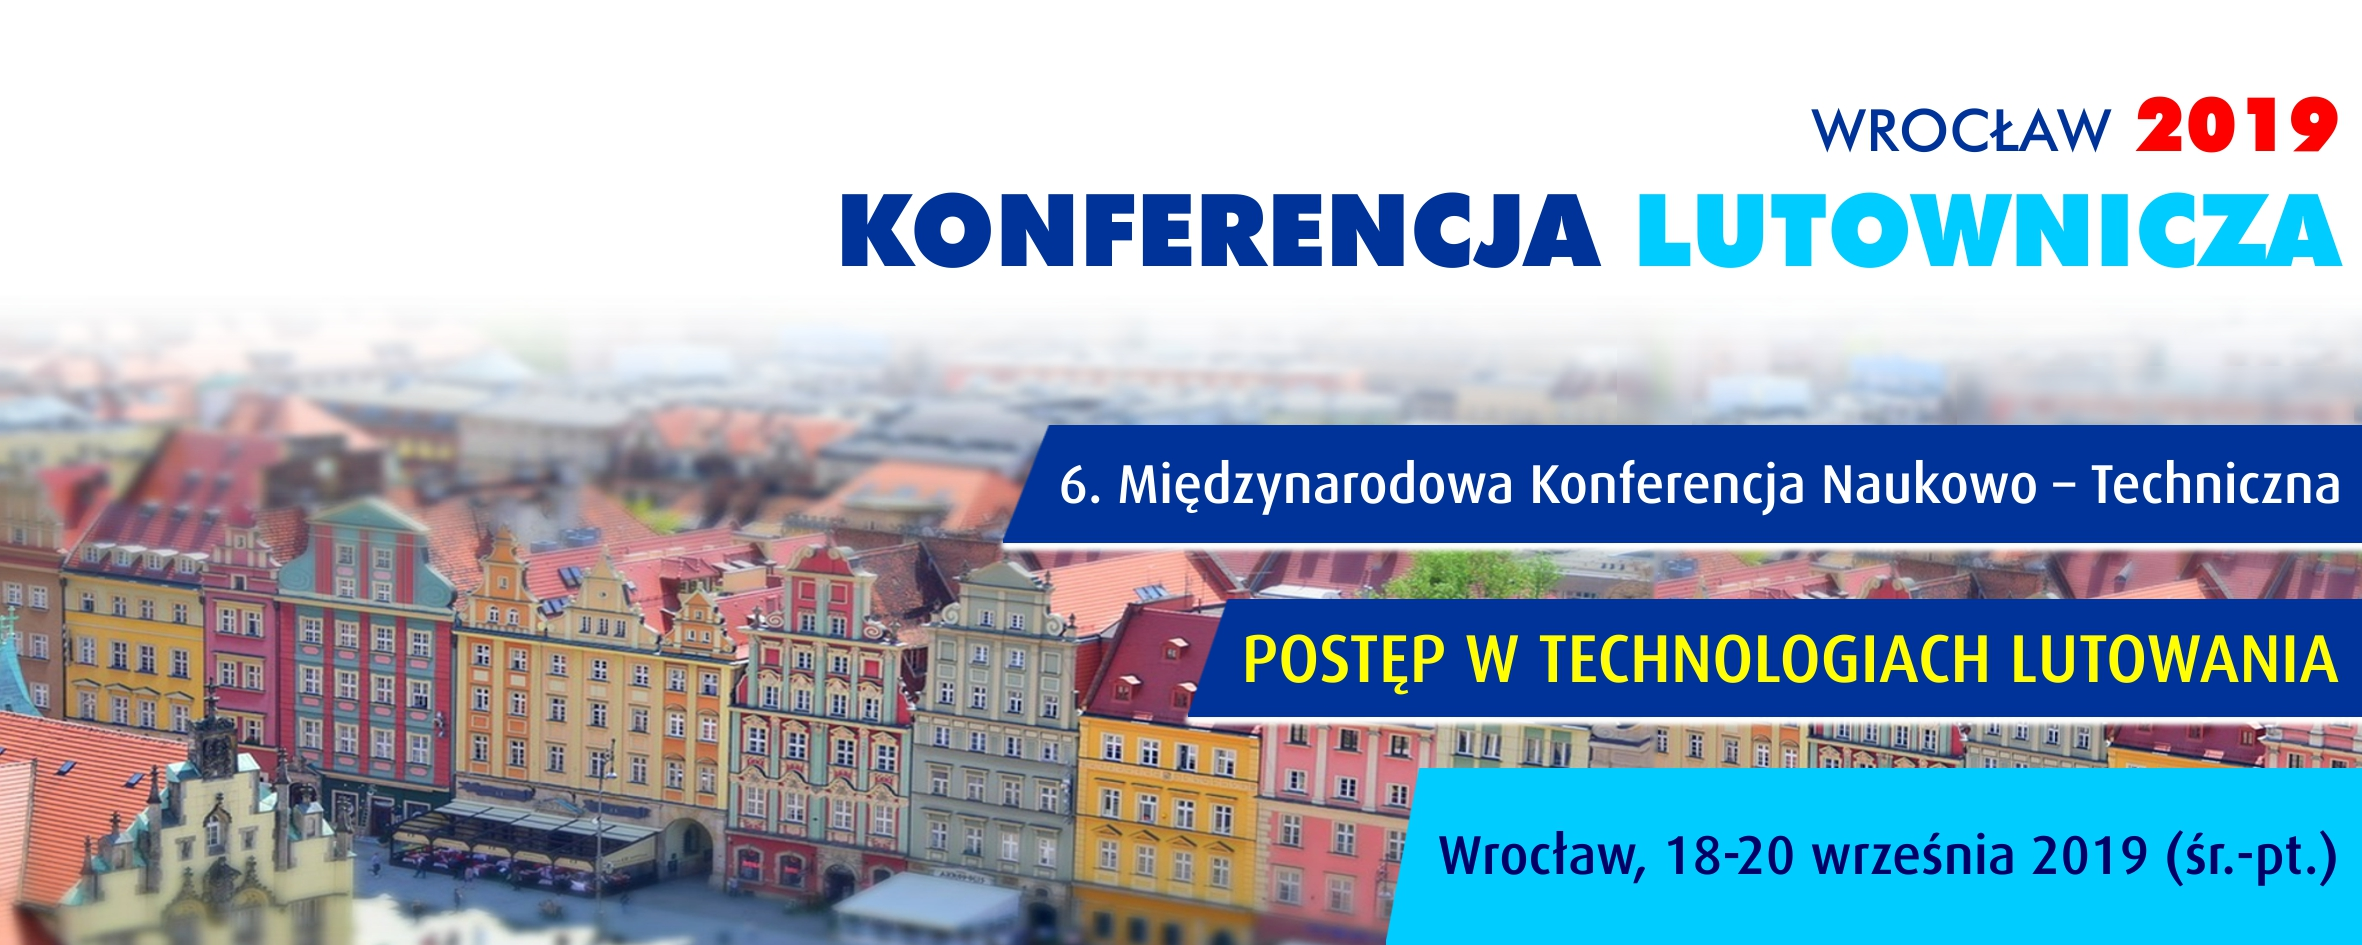 WROCŁAW 2019
KONFERENCJA LUTOWNICZA
6. Międzynarodowa Konferencja Naukowo – Techniczna
POSTĘP W TECHNOLOGIACH LUTOWANIA
Wrocław, 18-20 września 2019 (śr.-pt.)